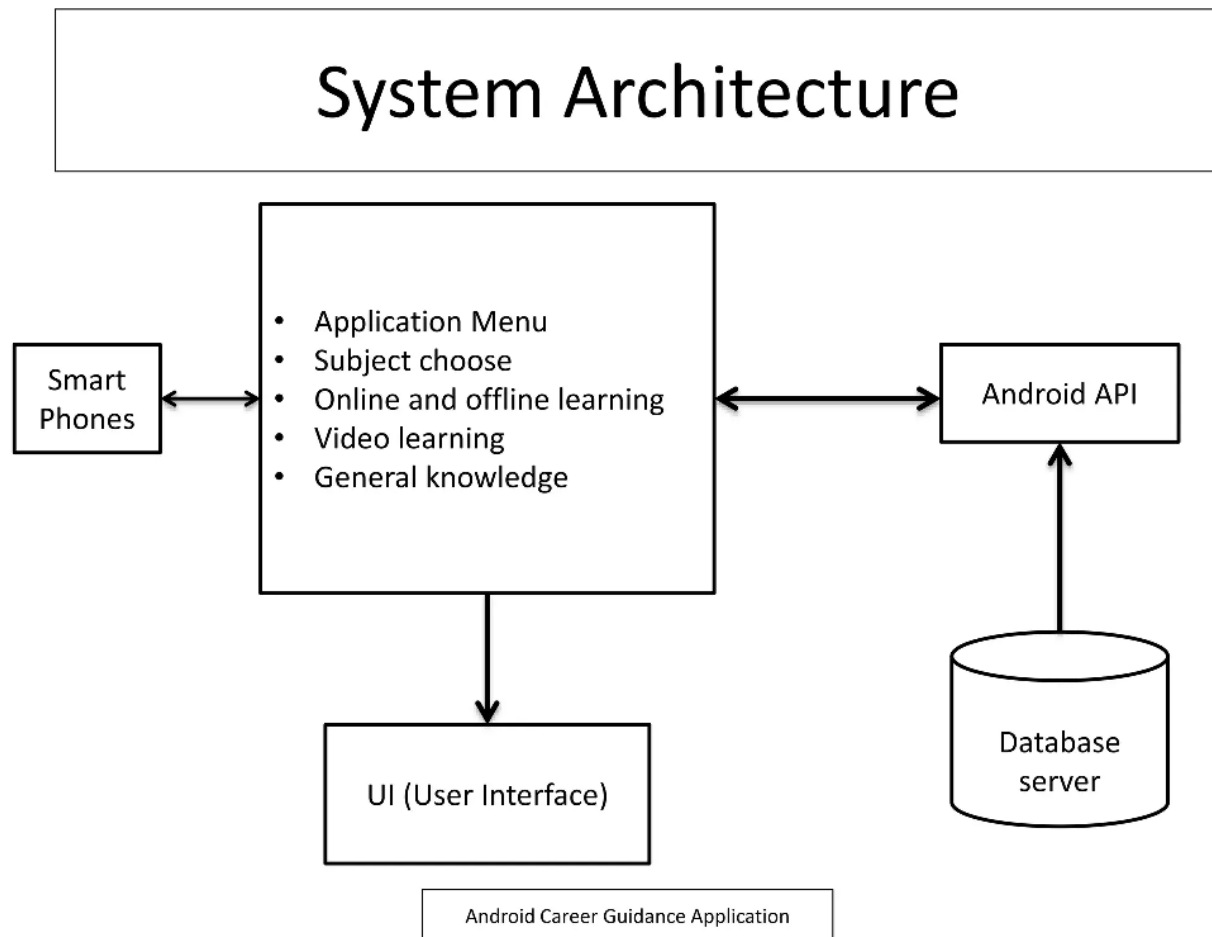 System Architecture
• Application Menu
• Subject choose
• Online and offline learning
• Video learning
• General knowledge
Smart
Phones
Android API
Database
server
UI (User Interface)
Android Career Guidance Application